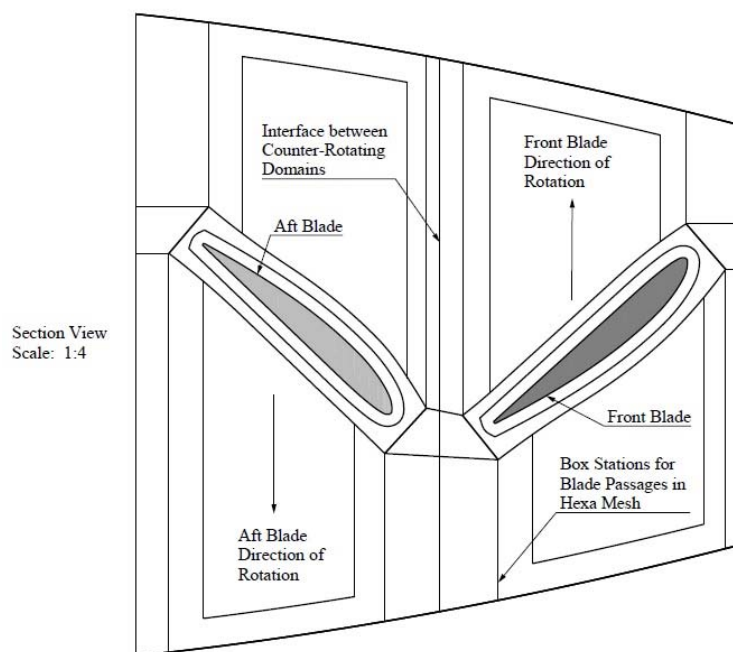 Interface between
Counter-Rotating
Domains
Front Blade
Direction of
Rotation
Aft Blade
Section View
Scale: 1:4
Front Blade
Box Stations for
Blade Passages in
Hexa Mesh
Aft Blade
Direction of
Rotation